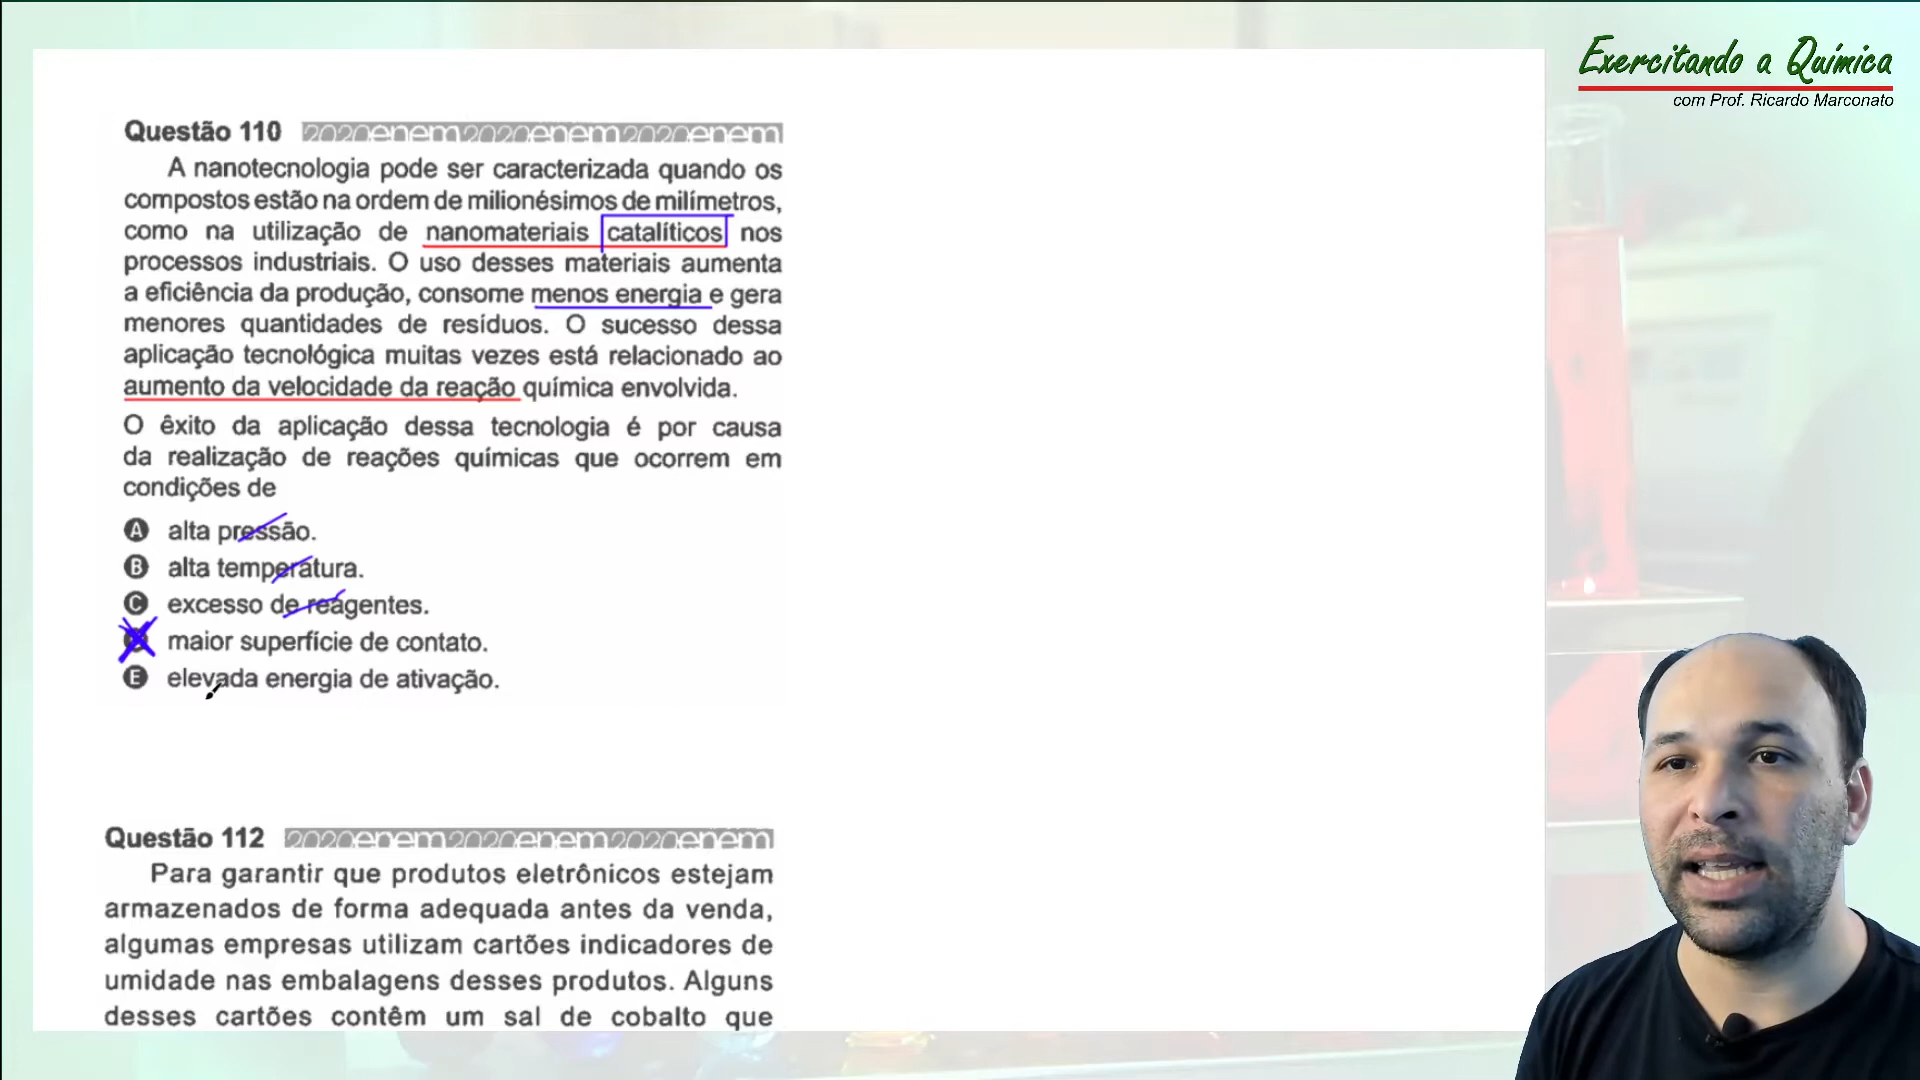 Exercitando a Química
com Prof. Ricardo Marconato
Questão 110 2020enem2020enem2020enem
A nanotecnologia pode ser caracterizada quando os
compostos estão na ordem de milionésimos de milímetros,
como na utilização de nanomateriais catalíticos nos
processos industriais. O uso desses materiais aumenta
a eficiência da produção, consome menos energia e gera
menores quantidades de resíduos. O sucesso dessa
aplicação tecnológica muitas vezes está relacionado ao
aumento da velocidade da reação química envolvida.
O êxito da aplicação dessa tecnologia é por causa
da realização de reações químicas que ocorrem em
condições de
A alta pressão.
B alta temperatura.
C excesso de reagentes.
maior superfície de contato.
E elevada energia de ativação.
Questão 112 2020enem2020enem2020enem
Para garantir que produtos eletrônicos estejam
armazenados de forma adequada antes da venda,
algumas empresas utilizam cartões indicadores de
umidade nas embalagens desses produtos. Alguns
desses cartões contêm um sal de cobalto que